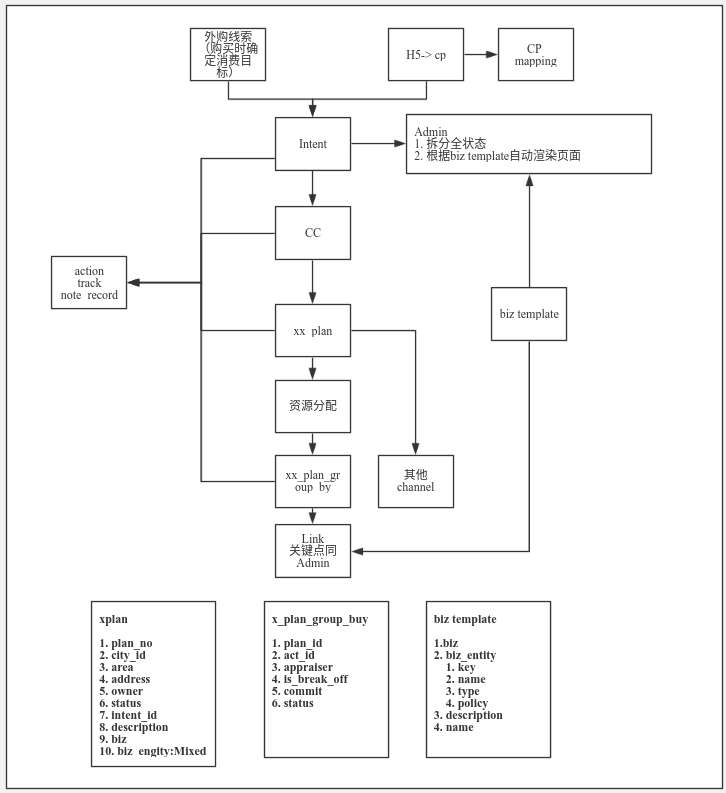 外购线索
（购买时确
定消费目
标）
H5-> cp
CP
mapping
Intent
Admin
1. 拆分全状态
2. 根据biz template自动渲染页面
CC
action
track
note_record
biz template
xx_plan
资源分配
xx_plan_gr
oup_by
其他
channel
Link
关键点同
Admin
xplan
1. plan_no
2. city_id
3. area
4. address
5. owner
6. status
7. intent_id
8. description
9. biz
10. biz_engity:Mixed
x_plan_group_buy
1. plan_id
2. act_id
3. appraiser
4. is_break_off
5. commit
6. status
biz template
1.biz
2. biz_entity
1. key
2. name
3. type
4. policy
3. description
4. name